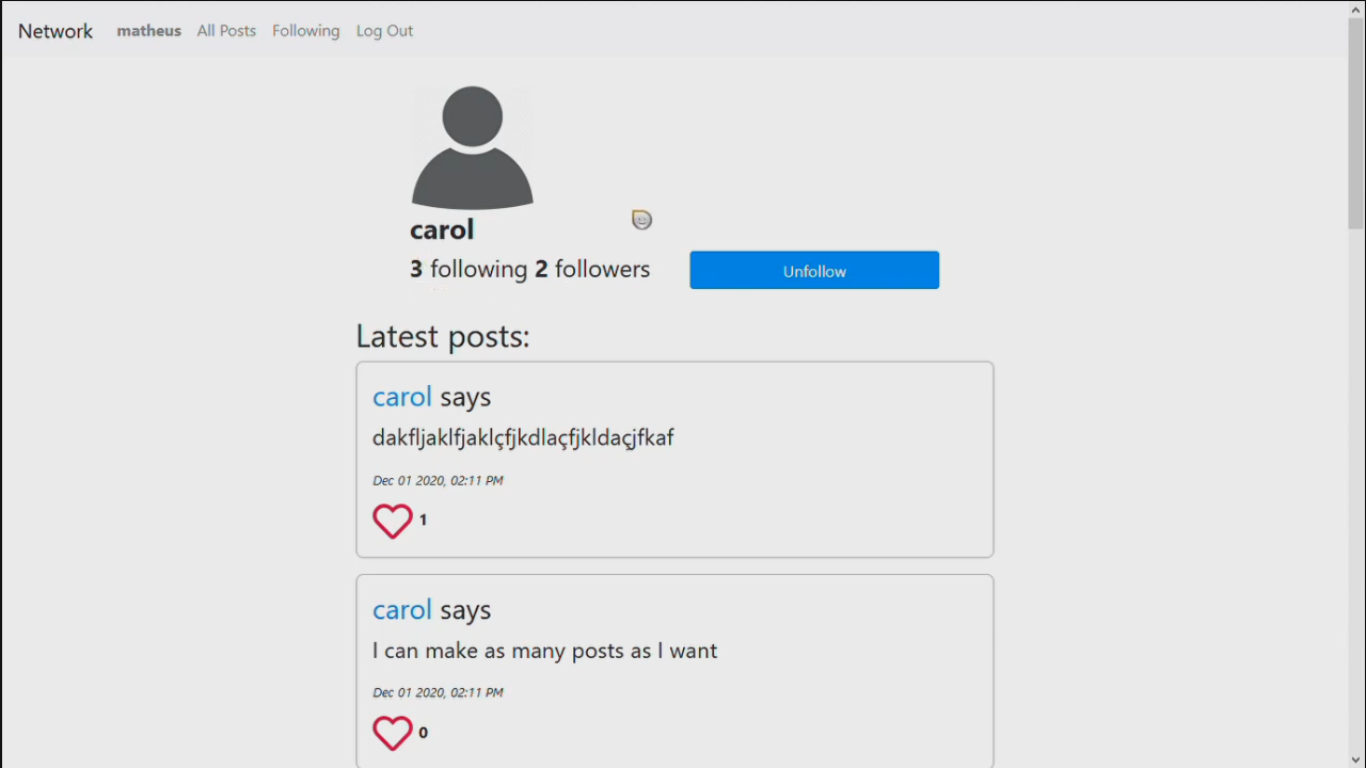 Network matheus All Posts Following Log Out
carol
3 following 2 followers Unfollow
Latest posts:
carol says
dakfljaklfjaklçfjkdlaçfjkldaçjfkaf
Dec 01 2020, 02:11 PM
1
carol says
I can make as many posts as I want
Dec 01 2020, 02:11 PM
0